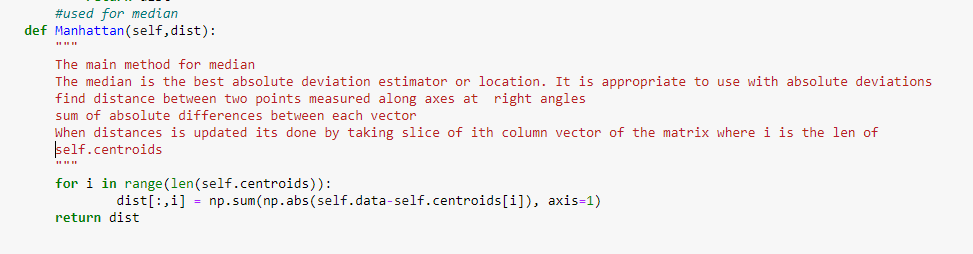 return dist
#used for median
def Manhattan(self,dist):
"""
The main method for median
The median is the best absolute deviation estimator or location. It is appropriate to use with absolute deviations
find distance between two points measured along axes at  right angles
sum of absolute differences between each vector
When distances is updated its done by taking slice of ith column vector of the matrix where i is the len of
self.centroids
"""
for i in range(len(self.centroids)):
dist[:,i] = np.sum(np.abs(self.data-self.centroids[i]), axis=1)
return dist